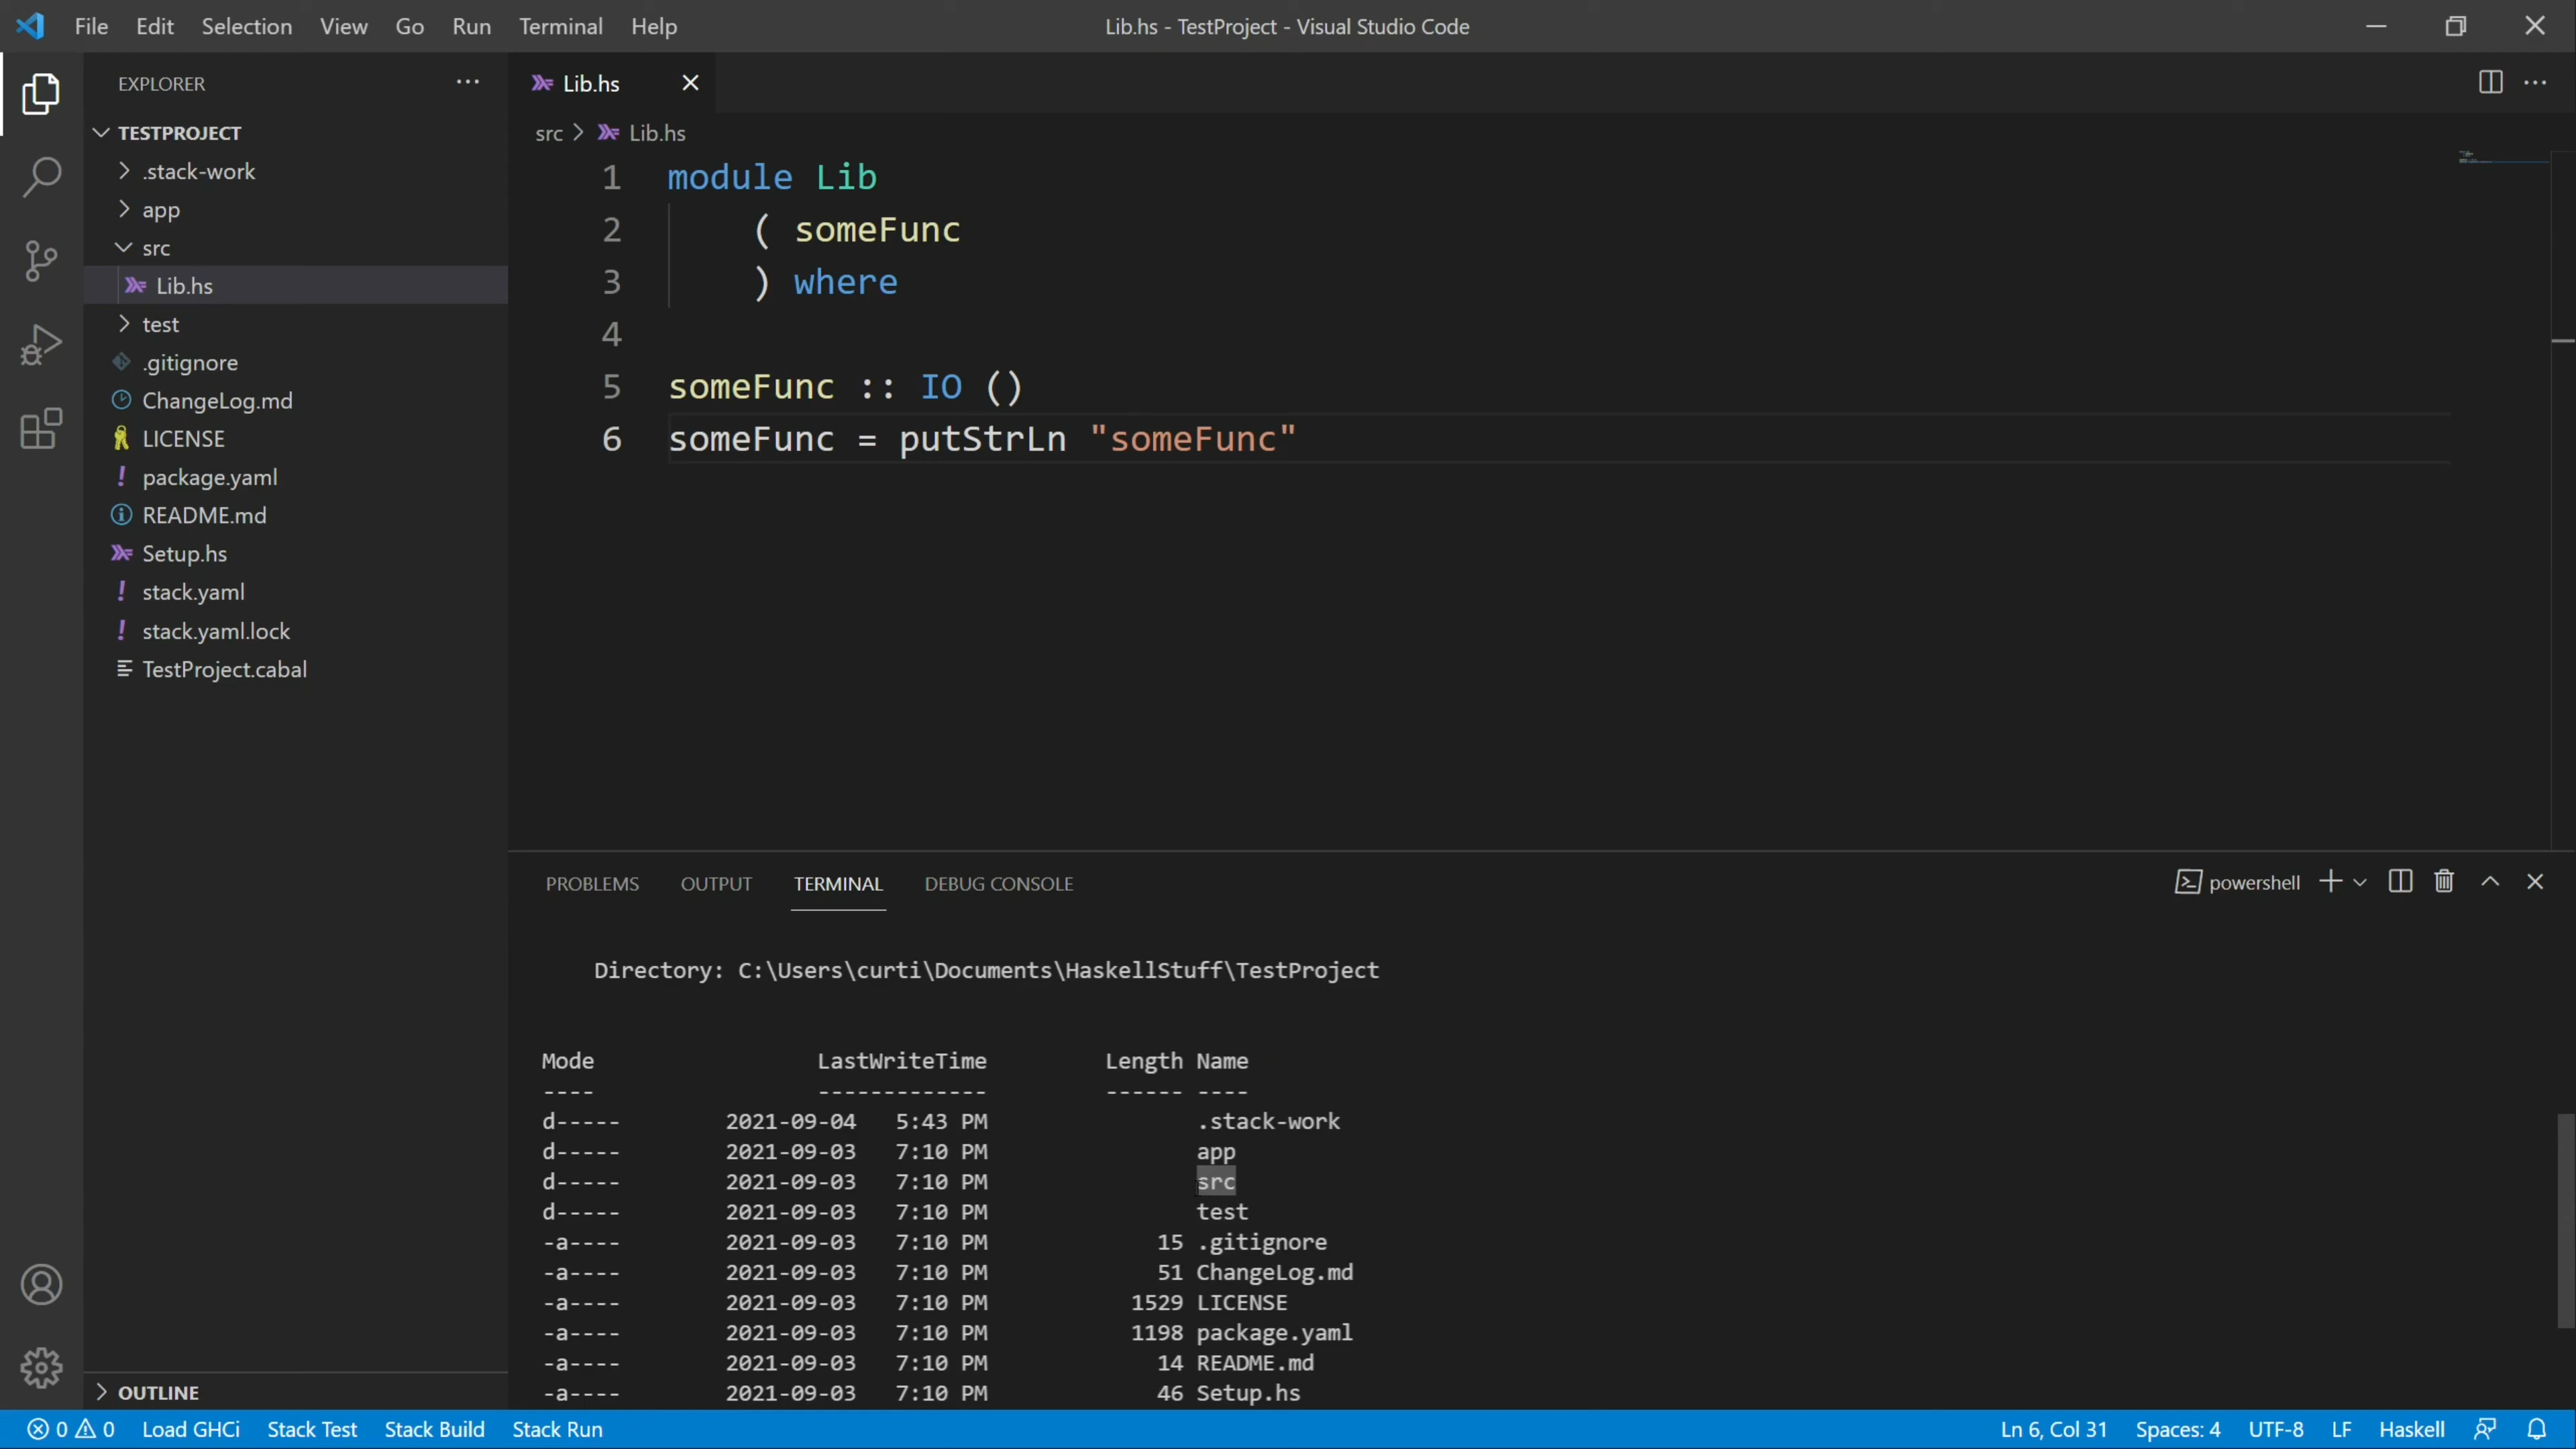 File Edit Selection View Go Run Terminal Help
Lib.hs - TestProject - Visual Studio Code
EXPLORER
TESTPROJECT
.stack-work
app
src
Lib.hs
test
.gitignore
ChangeLog.md
LICENSE
package.yaml
README.md
Setup.hs
stack.yaml
stack.yaml.lock
TestProject.cabal
OUTLINE
Lib.hs
src > Lib.hs
1 module Lib
2 ( someFunc
3 ) where
4
5 someFunc :: IO ()
6 someFunc = putStrLn "someFunc"
PROBLEMS OUTPUT TERMINAL DEBUG CONSOLE
powershell
Directory: C:\Users\curti\Documents\HaskellStuff\TestProject
Mode LastWriteTime Length Name
---- ------------- ------ ----
d----- 2021-09-04 5:43 PM .stack-work
d----- 2021-09-03 7:10 PM app
d----- 2021-09-03 7:10 PM src
d----- 2021-09-03 7:10 PM test
-a---- 2021-09-03 7:10 PM 15 .gitignore
-a---- 2021-09-03 7:10 PM 51 ChangeLog.md
-a---- 2021-09-03 7:10 PM 1529 LICENSE
-a---- 2021-09-03 7:10 PM 1198 package.yaml
-a---- 2021-09-03 7:10 PM 14 README.md
-a---- 2021-09-03 7:10 PM 46 Setup.hs
0 0 Load GHCi Stack Test Stack Build Stack Run
Ln 6, Col 31 Spaces: 4 UTF-8 LF Haskell